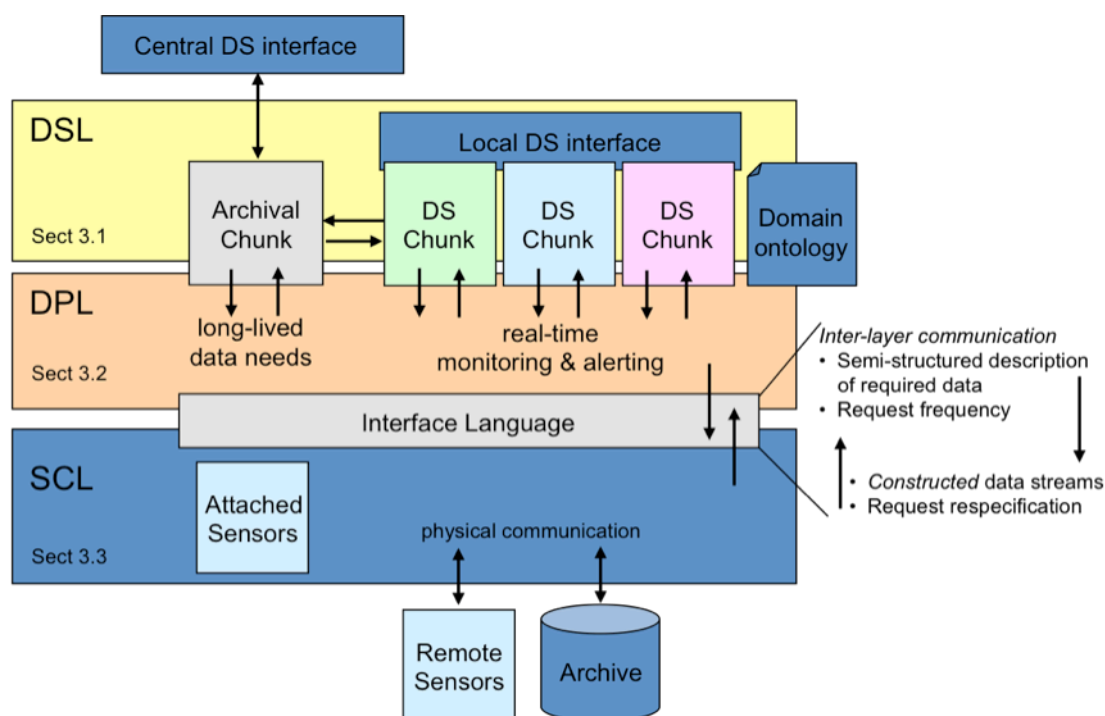 Central DS interface
DSL
Local DS interface
Archival
Chunk
DS
Chunk
DS
Chunk
DS
Chunk
Domain
ontology
Sect 3.1
DPL
long-lived
data needs
real-time
monitoring & alerting
Sect 3.2
Inter-layer communication
• Semi-structured description
of required data
• Request frequency
Interface Language
SCL
Attached
Sensors
• Constructed data streams
• Request respecification
physical communication
Sect 3.3
Remote
Sensors
Archive